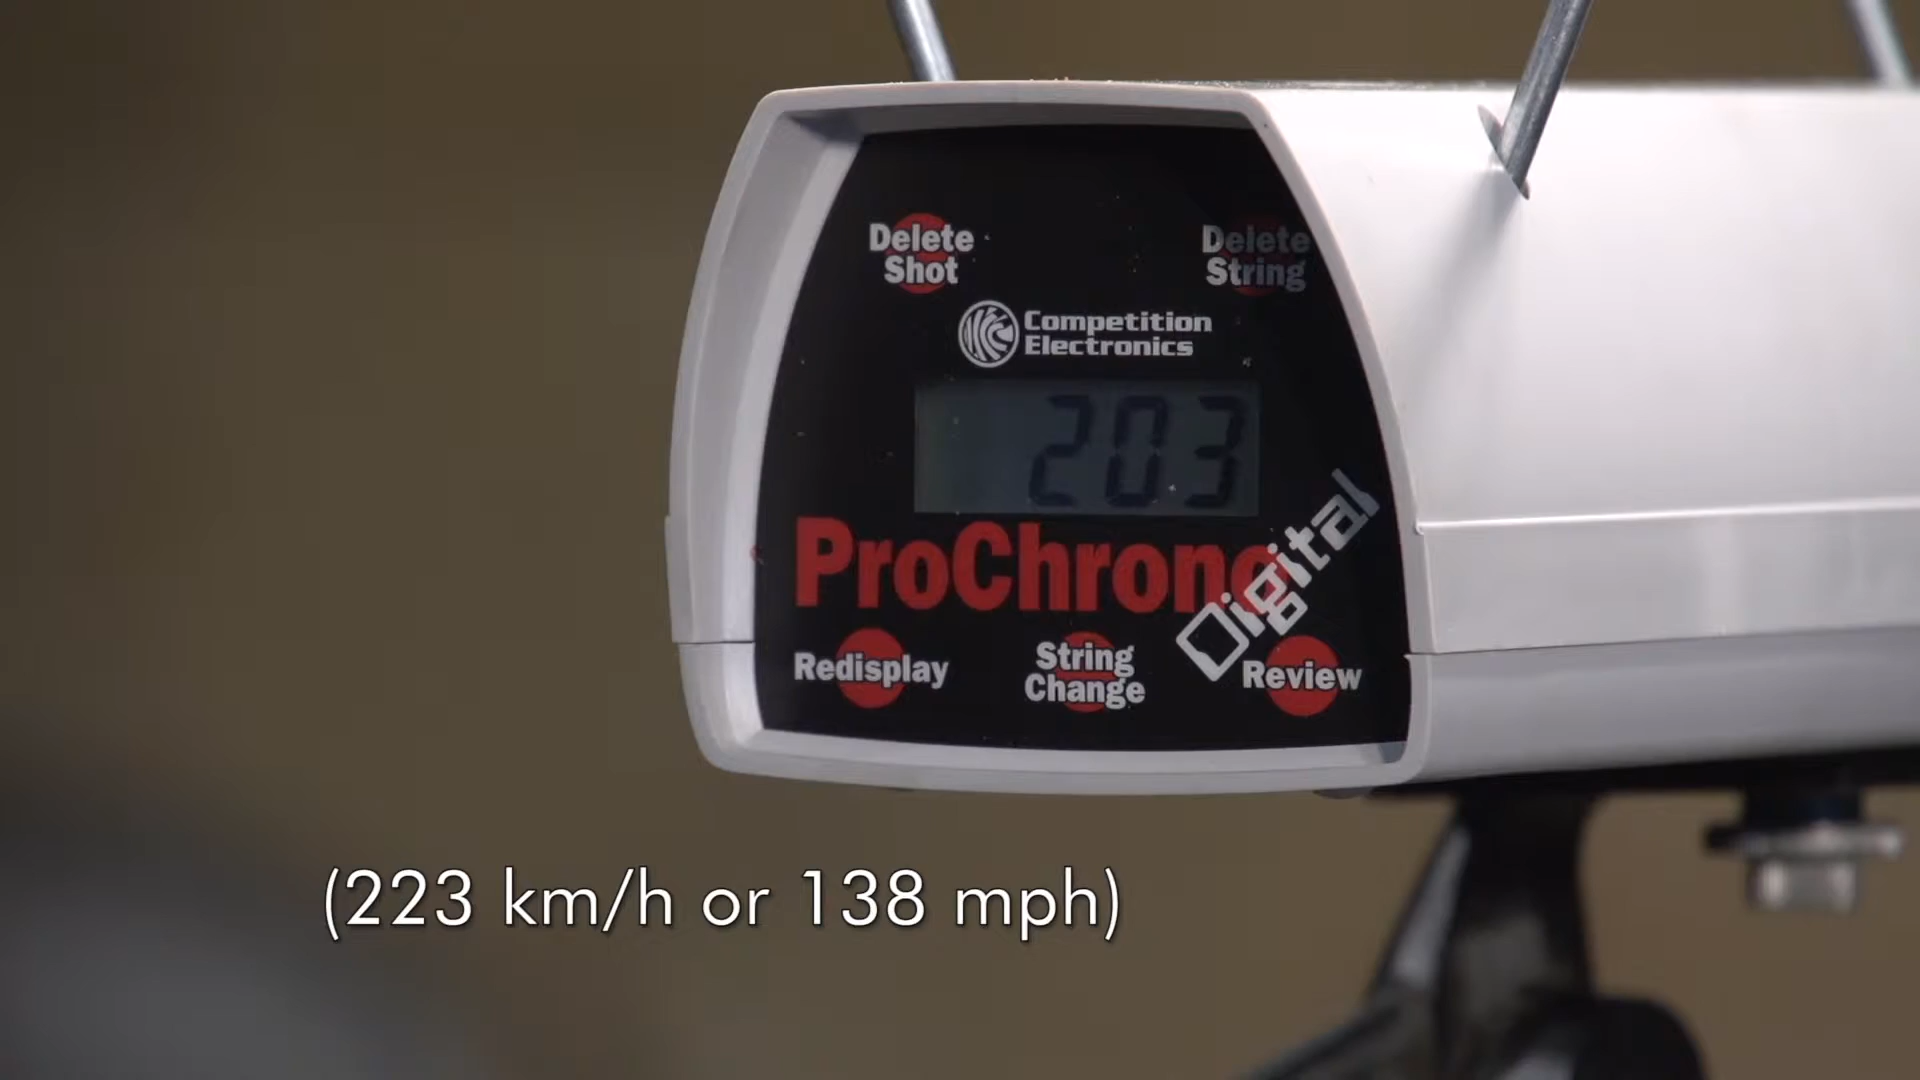 Delete
Shot
Delete
String
Competition
Electronics
203
ProChrono
Digital
Redisplay
String
Change
Review
(223 km/h or 138 mph)